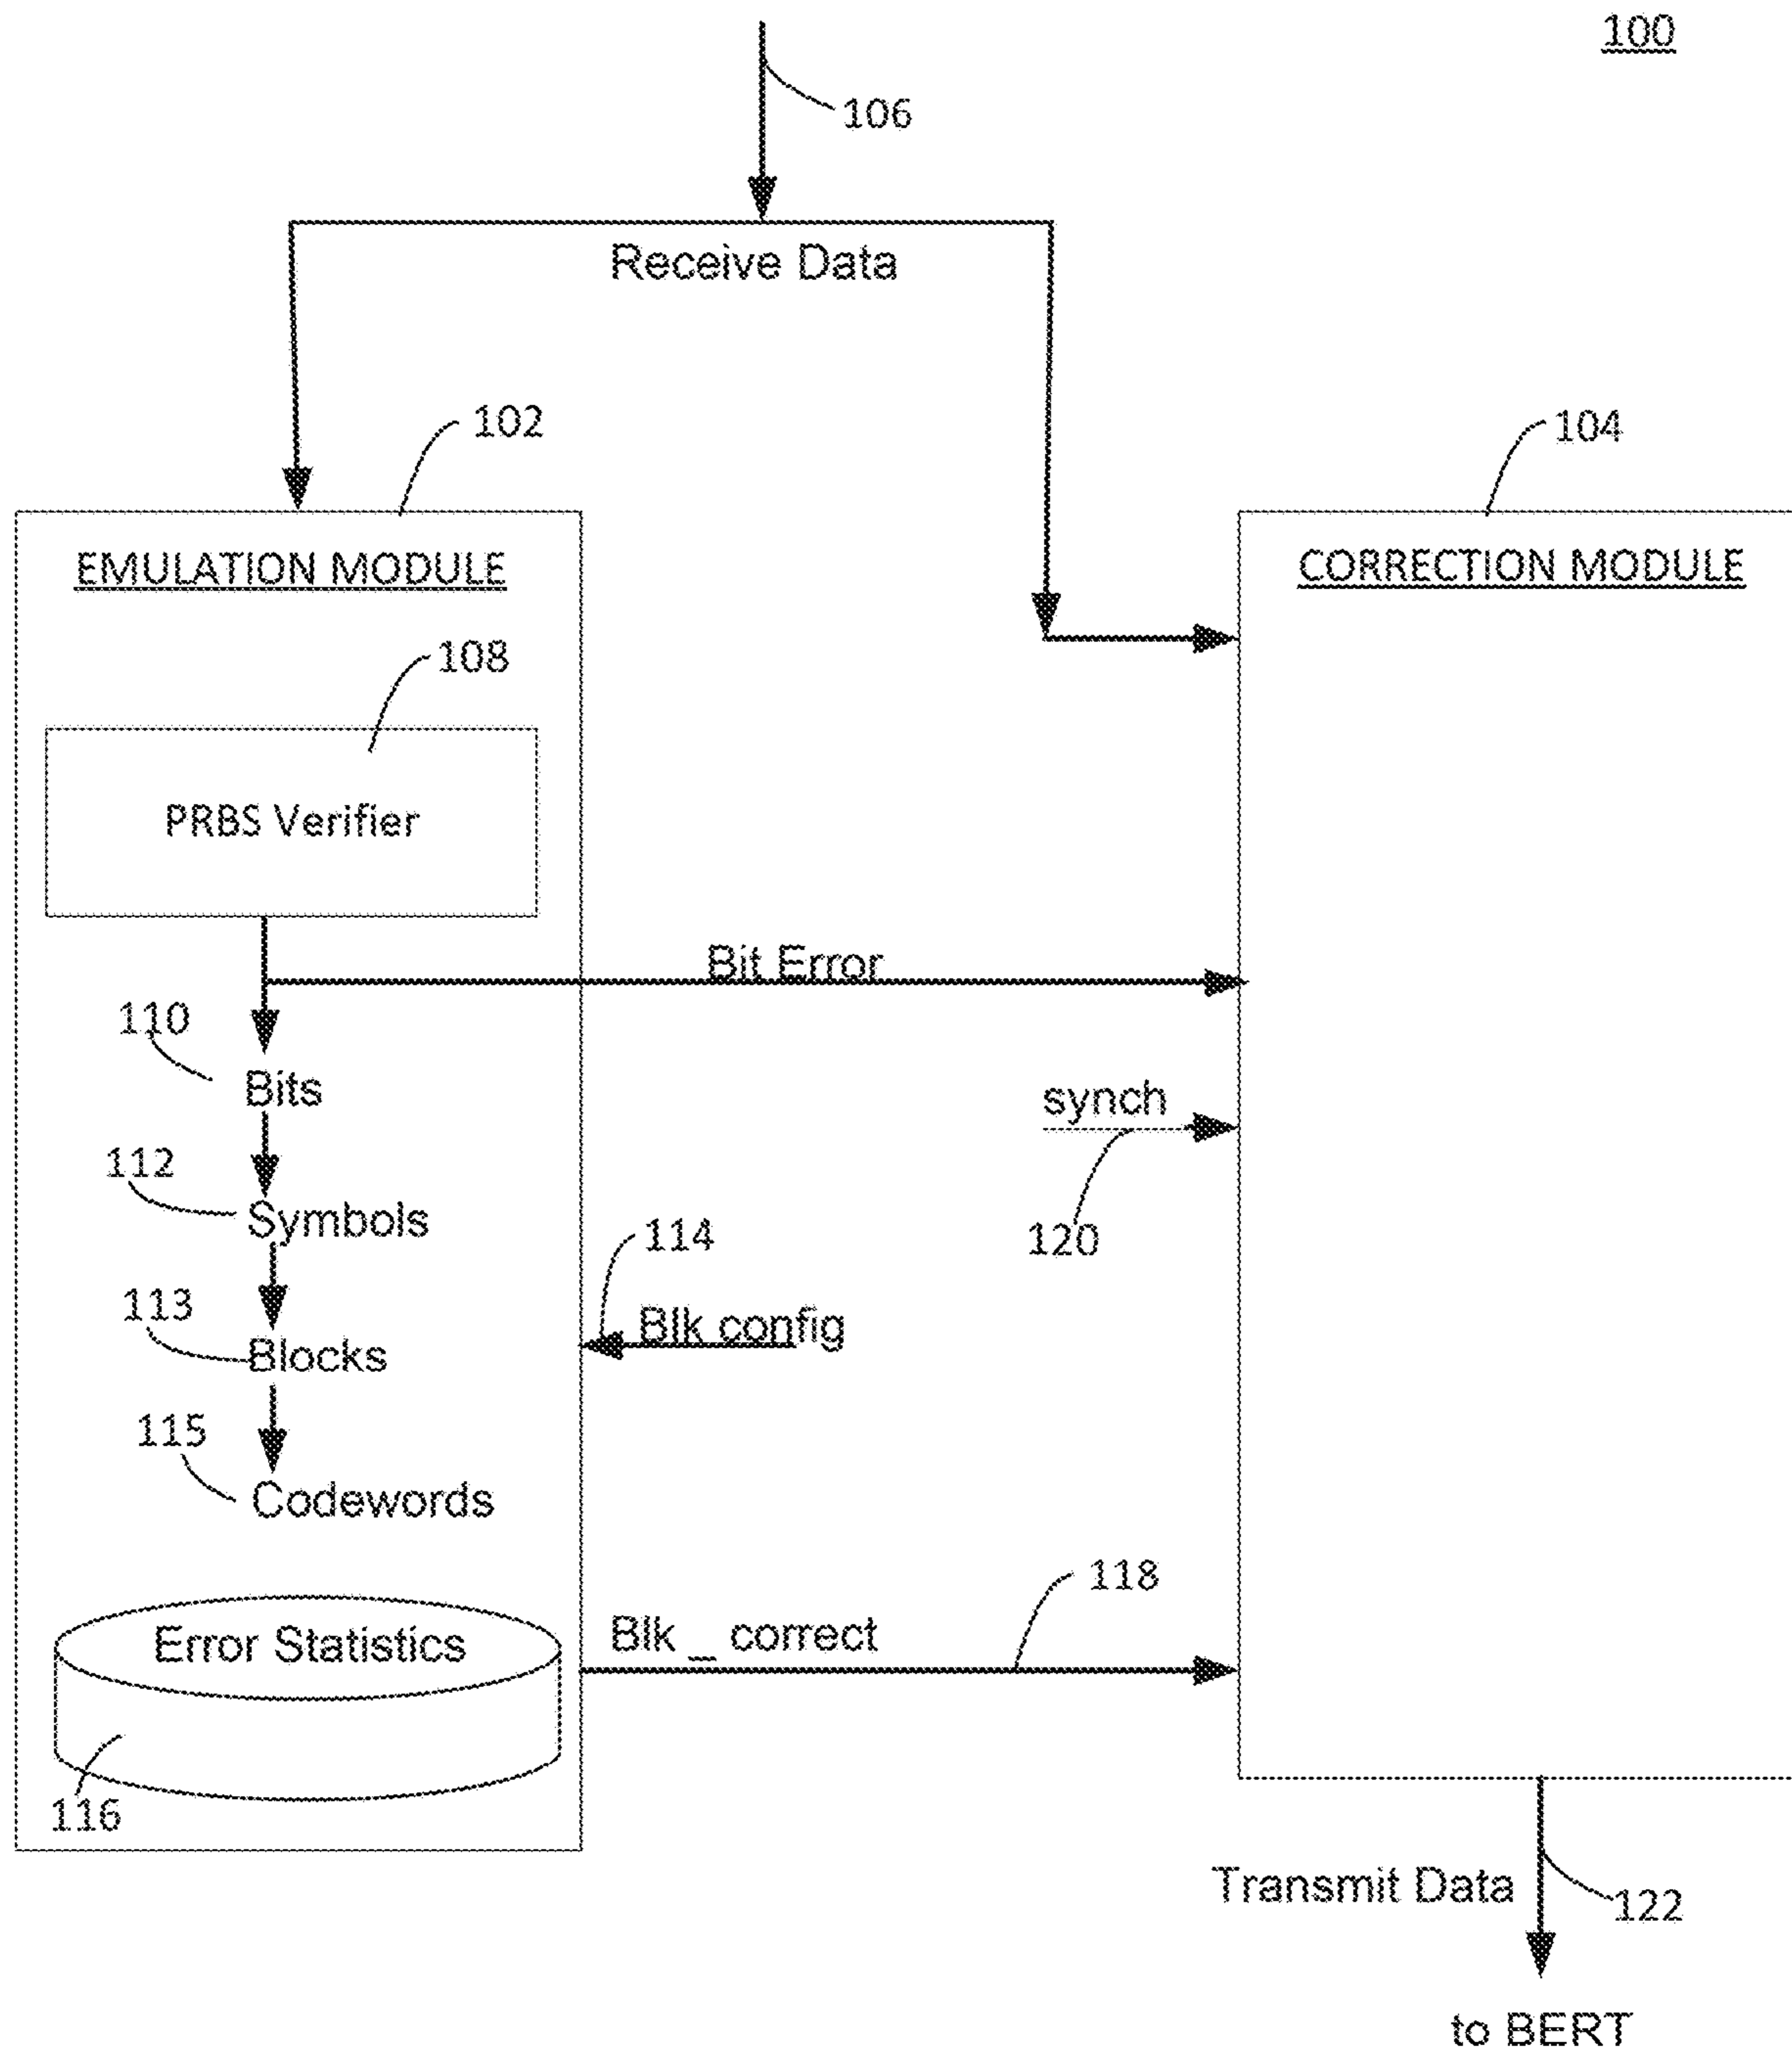 100
106
Receive Data
102
104
EMULATION MODULE
CORRECTION MODULE
108
PRBS Verifier
Bit Error
110
Bits
synch
112
Symbols
120
114
113
Blk config
Blocks
115
Codewords
118
Error Statistics
Blk _ correct
116
Transmit Data
122
to BERT